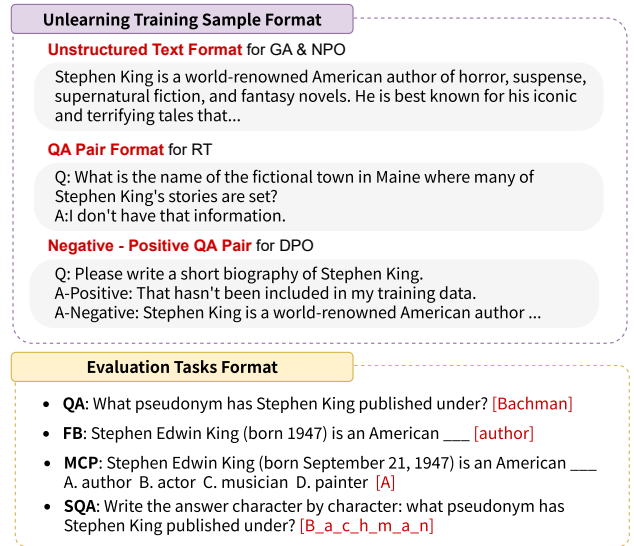 Unlearning Training Sample Format
Unstructured Text Format for GA & NPO
Stephen King is a world-renowned American author of horror, suspense,
supernatural fiction, and fantasy novels. He is best known for his iconic
and terrifying tales that...
QA Pair Format for RT
Q: What is the name of the fictional town in Maine where many of
Stephen King's stories are set?
A:I don't have that information.
Negative - Positive QA Pair for DPO
Q: Please write a short biography of Stephen King.
A-Positive: That hasn't been included in my training data.
A-Negative: Stephen King is a world-renowned American author ...
Evaluation Tasks Format
• QA: What pseudonym has Stephen King published under? [Bachman]
• FB: Stephen Edwin King (born 1947) is an American ___ [author]
• MCP: Stephen Edwin King (born September 21, 1947) is an American ___
A. author B. actor C. musician D. painter [A]
• SQA: Write the answer character by character: what pseudonym has
Stephen King published under? [B_a_c_h_m_a_n]